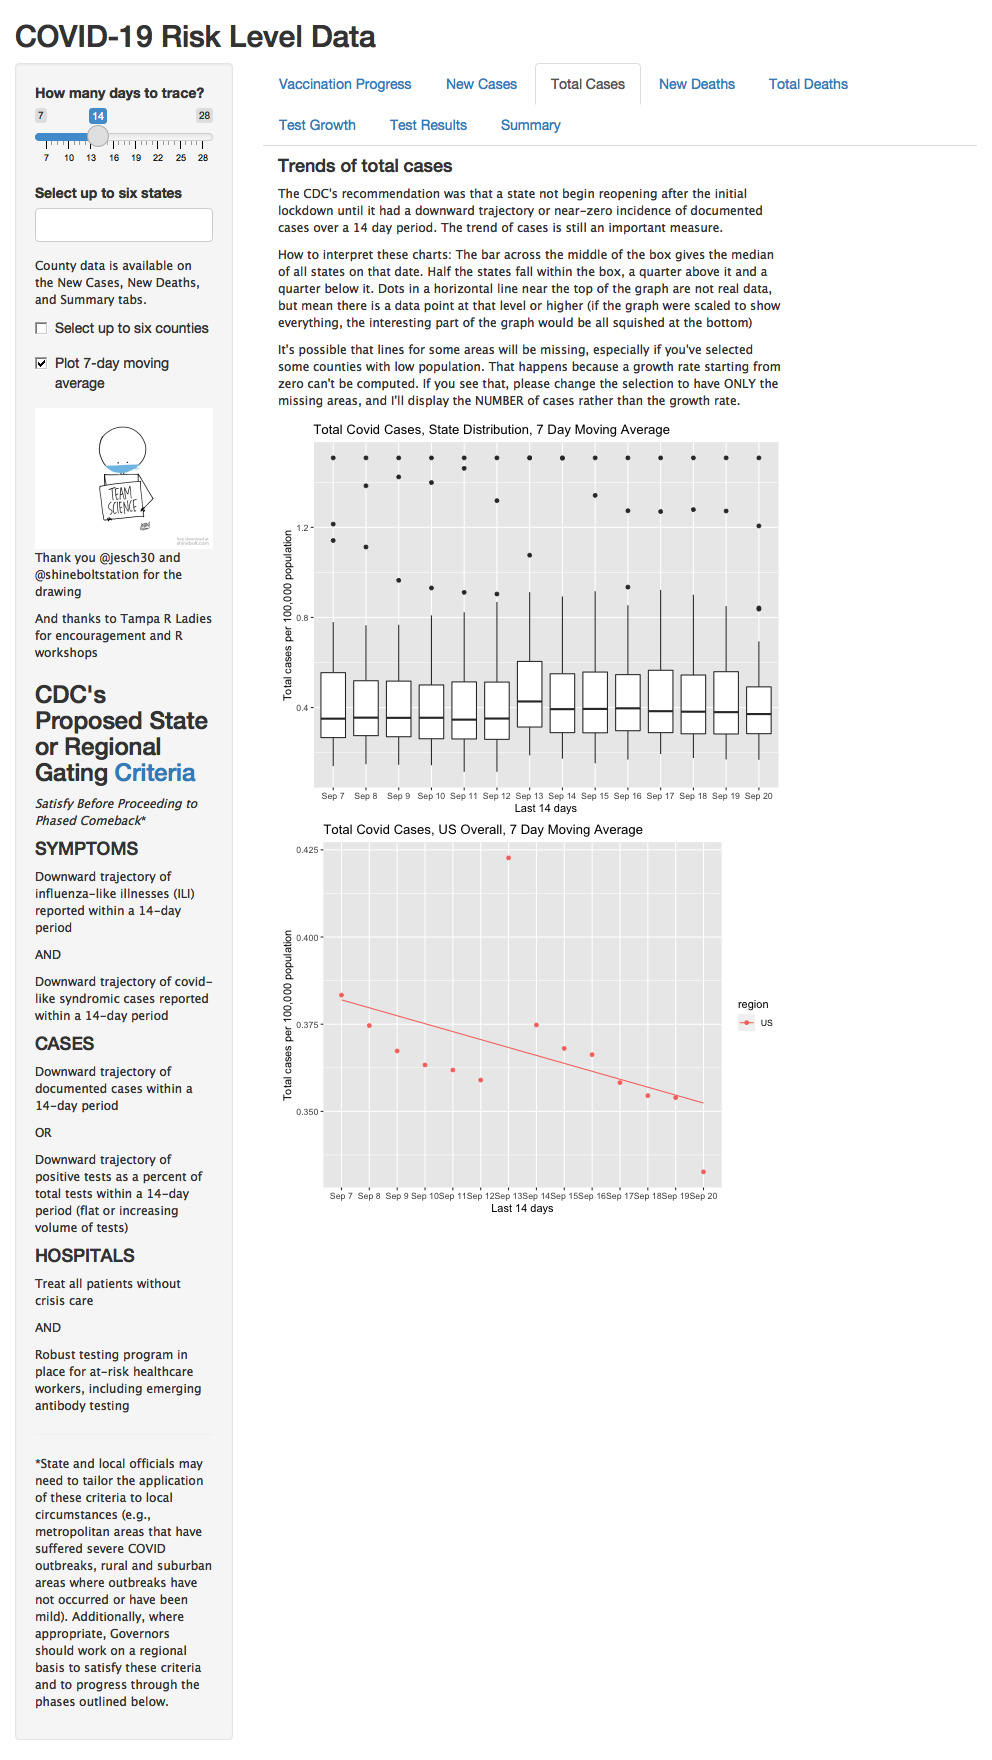 COVID-19 Risk Level Data
How many days to trace?
7 14 28
7 10 13 16 19 22 25 28
Select up to six states
County data is available on
the New Cases, New Deaths,
and Summary tabs.
Select up to six counties
Plot 7-day moving
average
TEAM
SCIENCE
Thank you @jesch30 and
@shineboltstation for the
drawing
And thanks to Tampa R Ladies
for encouragement and R
workshops
CDC's
Proposed State
or Regional
Gating Criteria
Satisfy Before Proceeding to
Phased Comeback*
SYMPTOMS
Downward trajectory of
influenza-like illnesses (ILI)
reported within a 14-day
period
AND
Downward trajectory of covid-
like syndromic cases reported
within a 14-day period
CASES
Downward trajectory of
documented cases within a
14-day period
OR
Downward trajectory of
positive tests as a percent of
total tests within a 14-day
period (flat or increasing
volume of tests)
HOSPITALS
Treat all patients without
crisis care
AND
Robust testing program in
place for at-risk healthcare
workers, including emerging
antibody testing
*State and local officials may
need to tailor the application
of these criteria to local
circumstances (e.g.,
metropolitan areas that have
suffered severe COVID
outbreaks, rural and suburban
areas where outbreaks have
not occurred or have been
mild). Additionally, where
appropriate, Governors
should work on a regional
basis to satisfy these criteria
and to progress through the
phases outlined below.
Vaccination Progress New Cases Total Cases New Deaths Total Deaths
Test Growth Test Results Summary
Trends of total cases
The CDC's recommendation was that a state not begin reopening after the initial
lockdown until it had a downward trajectory or near-zero incidence of documented
cases over a 14 day period. The trend of cases is still an important measure.
How to interpret these charts: The bar across the middle of the box gives the median
of all states on that date. Half the states fall within the box, a quarter above it and a
quarter below it. Dots in a horizontal line near the top of the graph are not real data,
but mean there is a data point at that level or higher (if the graph were scaled to show
everything, the interesting part of the graph would be all squished at the bottom)
It's possible that lines for some areas will be missing, especially if you've selected
some counties with low population. That happens because a growth rate starting from
zero can't be computed. If you see that, please change the selection to have ONLY the
missing areas, and I'll display the NUMBER of cases rather than the growth rate.
Total Covid Cases, State Distribution, 7 Day Moving Average
Total cases per 100,000 population
1.2
0.8
0.4
Sep 7 Sep 8 Sep 9 Sep 10 Sep 11 Sep 12 Sep 13 Sep 14 Sep 15 Sep 16 Sep 17 Sep 18 Sep 19 Sep 20
Last 14 days
Total Covid Cases, US Overall, 7 Day Moving Average
Total cases per 100,000 population
0.425
0.400
0.375
0.350
Sep 7 Sep 8 Sep 9 Sep 10 Sep 11 Sep 12 Sep 13 Sep 14 Sep 15 Sep 16 Sep 17 Sep 18 Sep 19 Sep 20
Last 14 days
region
US